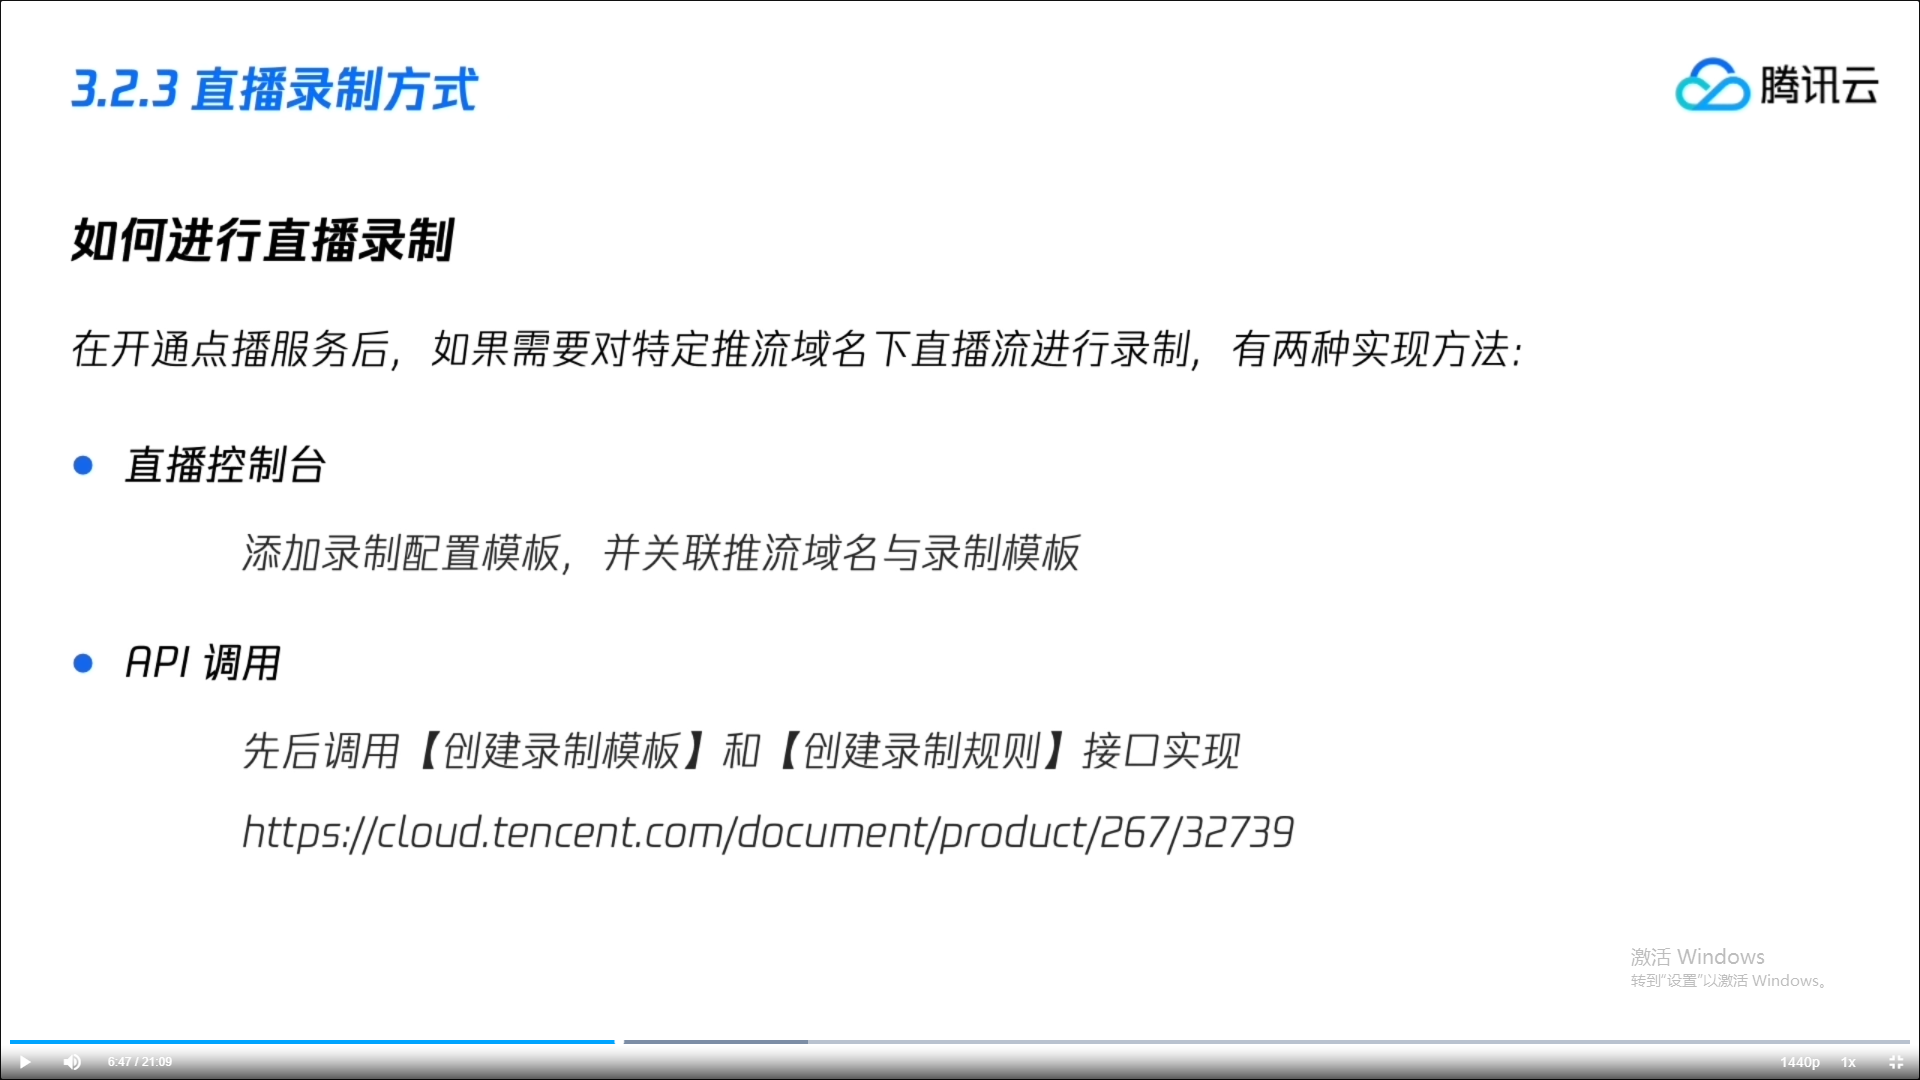 3.2.3 直播录制方式
腾讯云
如何进行直播录制
在开通点播服务后，如果需要对特定推流域名下直播流进行录制，有两种实现方法：
直播控制台
添加录制配置模板，并关联推流域名与录制模板
API 调用
先后调用【创建录制模板】和【创建录制规则】接口实现
https://cloud.tencent.com/document/product/267/32739
激活 Windows
转到“设置”以激活 Windows。
6:47 / 21:09
1440p
1x